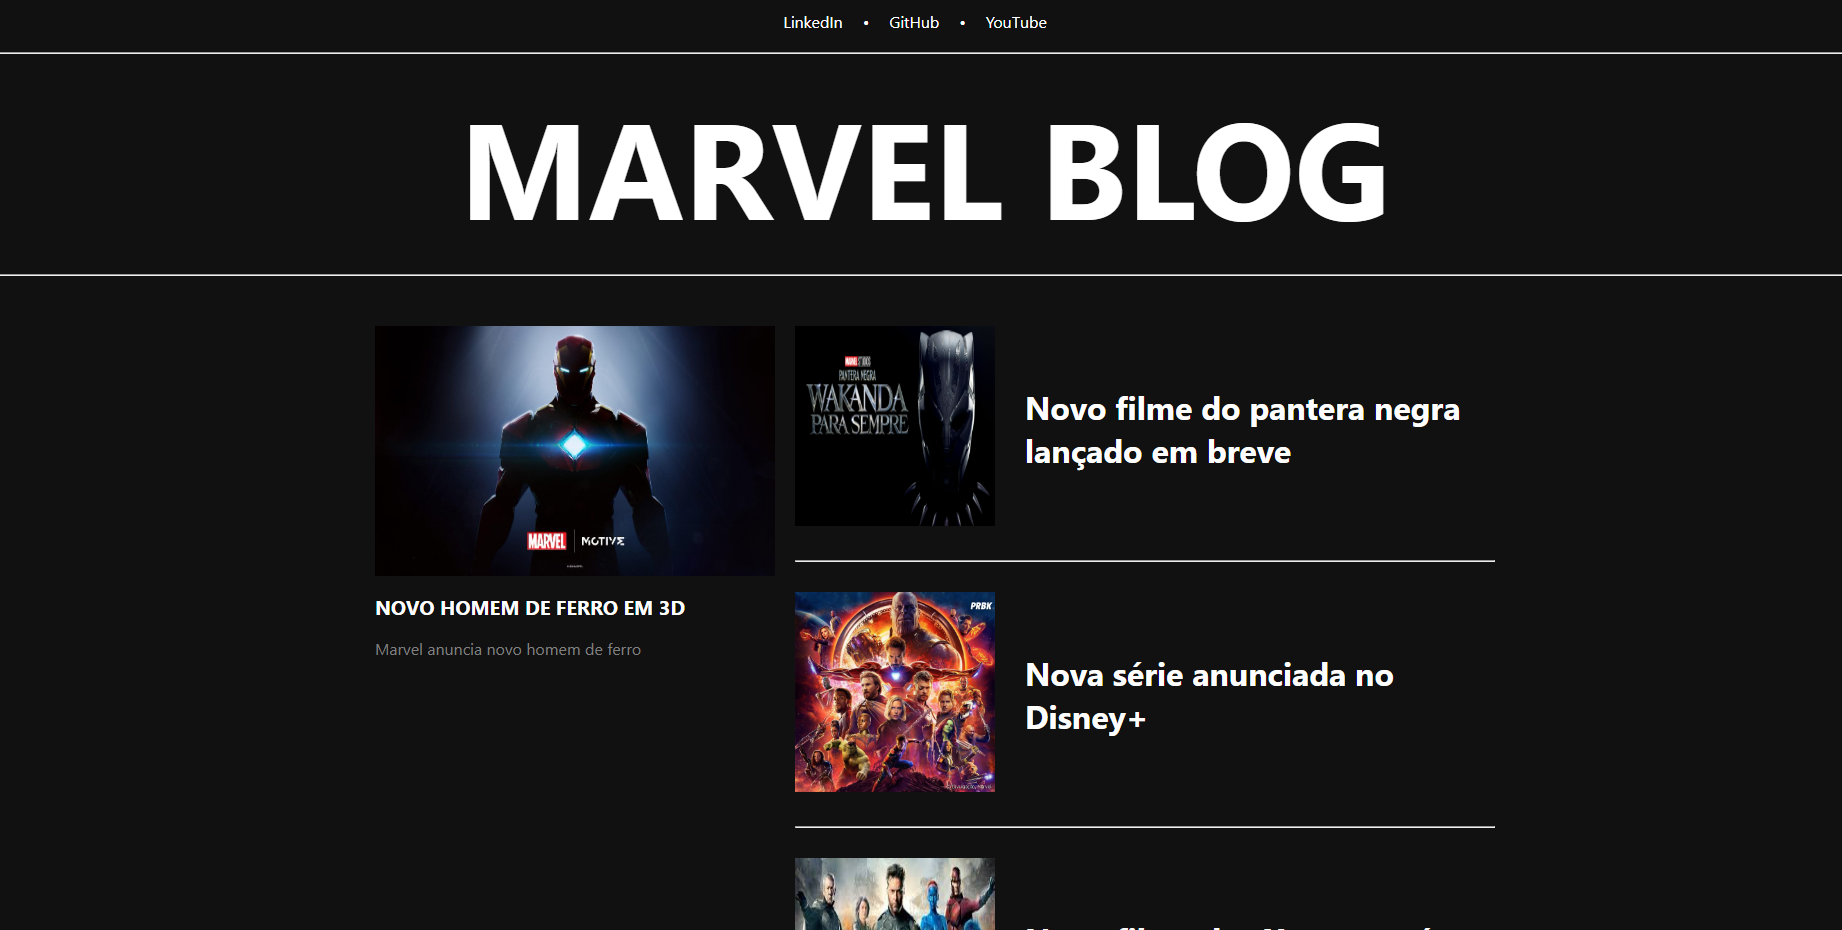 LinkedIn • GitHub • YouTube
MARVEL BLOG
MARVEL | MOTIVE
NOVO HOMEM DE FERRO EM 3D
Marvel anuncia novo homem de ferro
MARVEL STUDIOS
PANTERA NEGRA
WAKANDA
PARA SEMPRE
Novo filme do pantera negra
lançado em breve
PRBK
Nova série anunciada no
Disney+